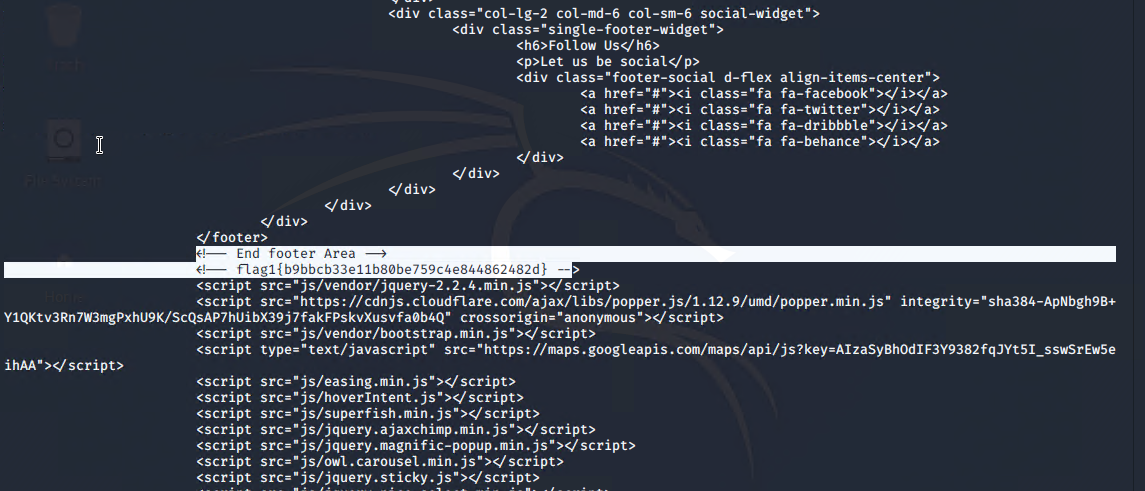 <div class="col-lg-2 col-md-6 col-sm-6 social-widget">
<div class="single-footer-widget">
<h6>Follow Us</h6>
<p>Let us be social</p>
<div class="footer-social d-flex align-items-center">
<a href="#"><i class="fa fa-facebook"></i></a>
<a href="#"><i class="fa fa-twitter"></i></a>
<a href="#"><i class="fa fa-dribbble"></i></a>
<a href="#"><i class="fa fa-behance"></i></a>
</div>
</div>
</div>
</div>
</div>
</footer>
<!-- End footer Area -->
<!-- flag1{b9bbcb33e11b80be759c4e844862482d} -->
<script src="js/vendor/jquery-2.2.4.min.js"></script>
<script src="https://cdnjs.cloudflare.com/ajax/libs/popper.js/1.12.9/umd/popper.min.js" integrity="sha384-ApNbgh9B+
Y1QKtv3Rn7W3mgPxhU9K/ScQsAP7hUibX39j7fakFPskvXusvfa0b4Q" crossorigin="anonymous"></script>
<script src="js/vendor/bootstrap.min.js"></script>
<script type="text/javascript" src="https://maps.googleapis.com/maps/api/js?key=AIzaSyBhOdIF3Y9382fqJYt5I_sswSrEw5e
ihAA"></script>
<script src="js/easing.min.js"></script>
<script src="js/hoverIntent.js"></script>
<script src="js/superfish.min.js"></script>
<script src="js/jquery.ajaxchimp.min.js"></script>
<script src="js/jquery.magnific-popup.min.js"></script>
<script src="js/owl.carousel.min.js"></script>
<script src="js/jquery.sticky.js"></script>
File System
Home